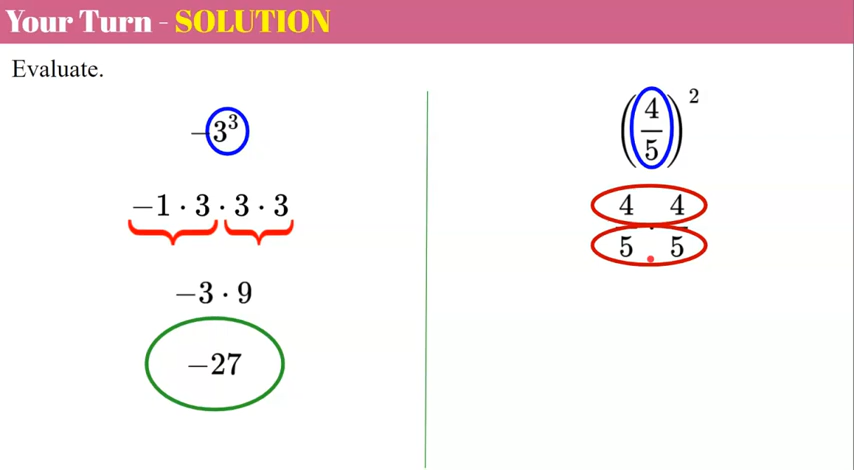 Your Turn - SOLUTION
Evaluate.
−3³
−1 · 3 · 3 · 3
−3 · 9
−27
(4/5)²
4/5 · 4/5